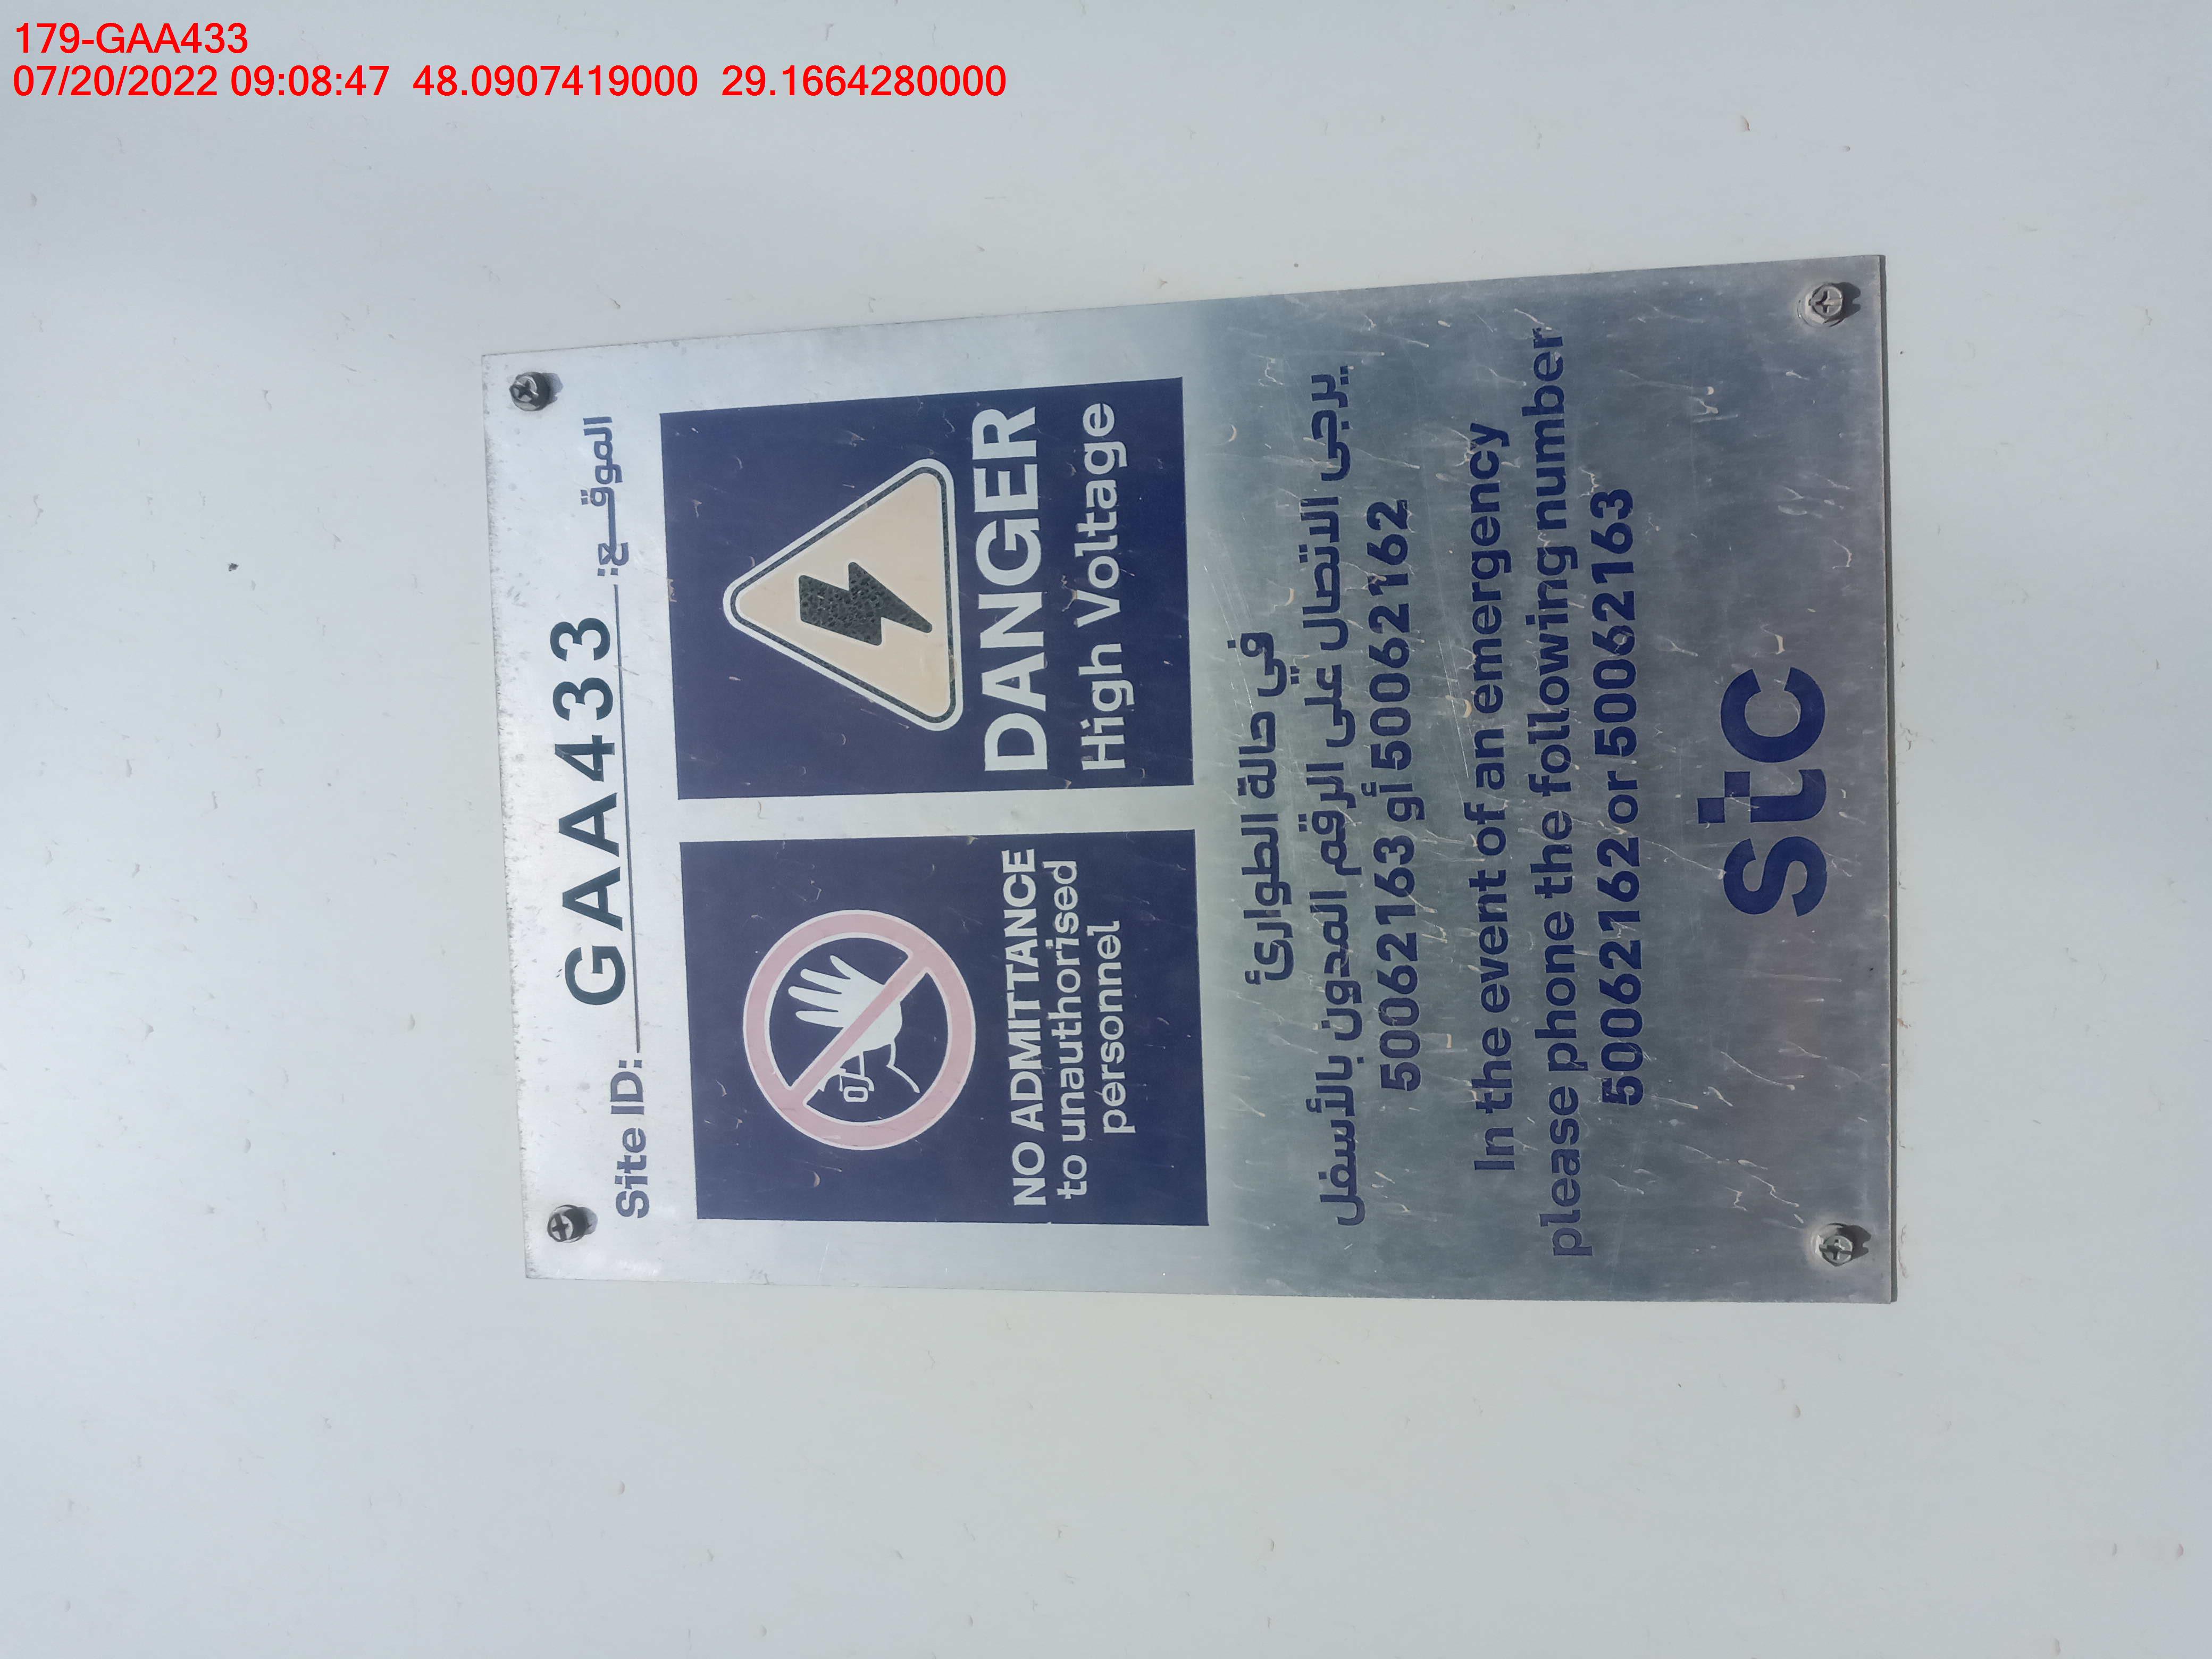 179-GAA433
07/20/2022 09:08:47 48.0907419000 29.1664280000
Site ID: GAA433 الموقــع:
NO ADMITTANCE
to unauthorised
personnel
DANGER
High Voltage
في حالة الطوارئ
يرجى الاتصال على الرقم المدون بالأسفل
50062163 أو 50062162
In the event of an emergency
please phone the following number
50062162 or 50062163
stc